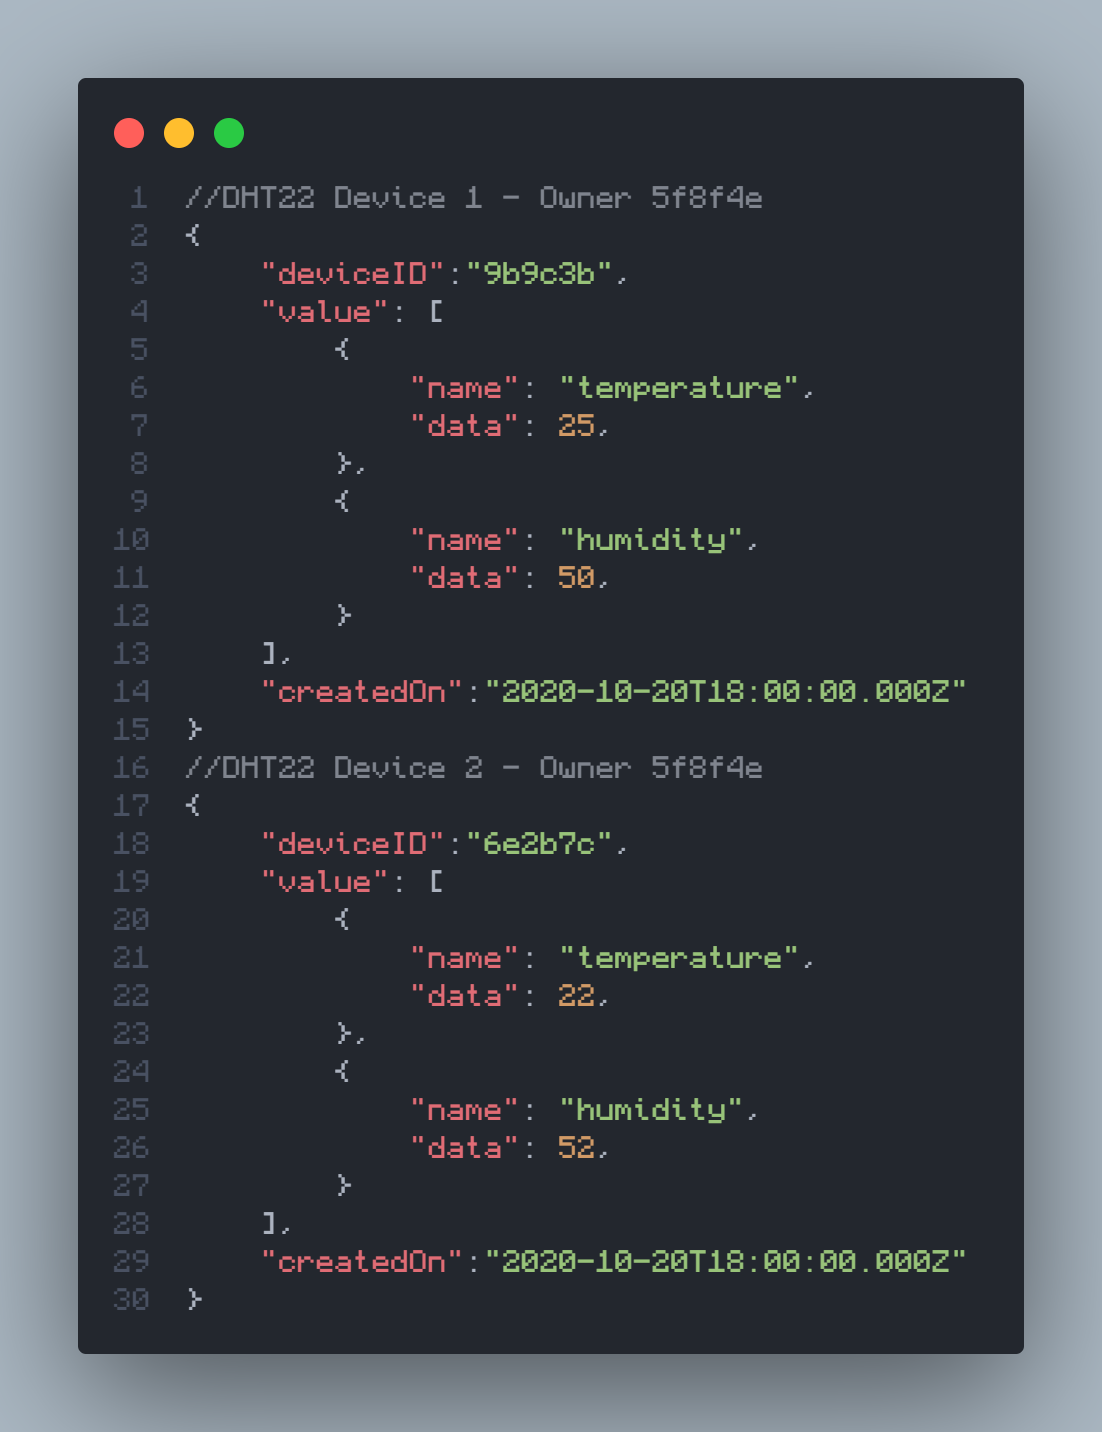 1 //DHT22 Device 1 - Owner 5f8f4e
2 {
3     "deviceID":"9b9c3b",
4     "value": [
5         {
6             "name": "temperature",
7             "data": 25,
8         },
9         {
10             "name": "humidity",
11             "data": 50,
12         }
13     ],
14     "createdOn":"2020-10-20T18:00:00.000Z"
15 }
16 //DHT22 Device 2 - Owner 5f8f4e
17 {
18     "deviceID":"6e2b7c",
19     "value": [
20         {
21             "name": "temperature",
22             "data": 22,
23         },
24         {
25             "name": "humidity",
26             "data": 52,
27         }
28     ],
29     "createdOn":"2020-10-20T18:00:00.000Z"
30 }